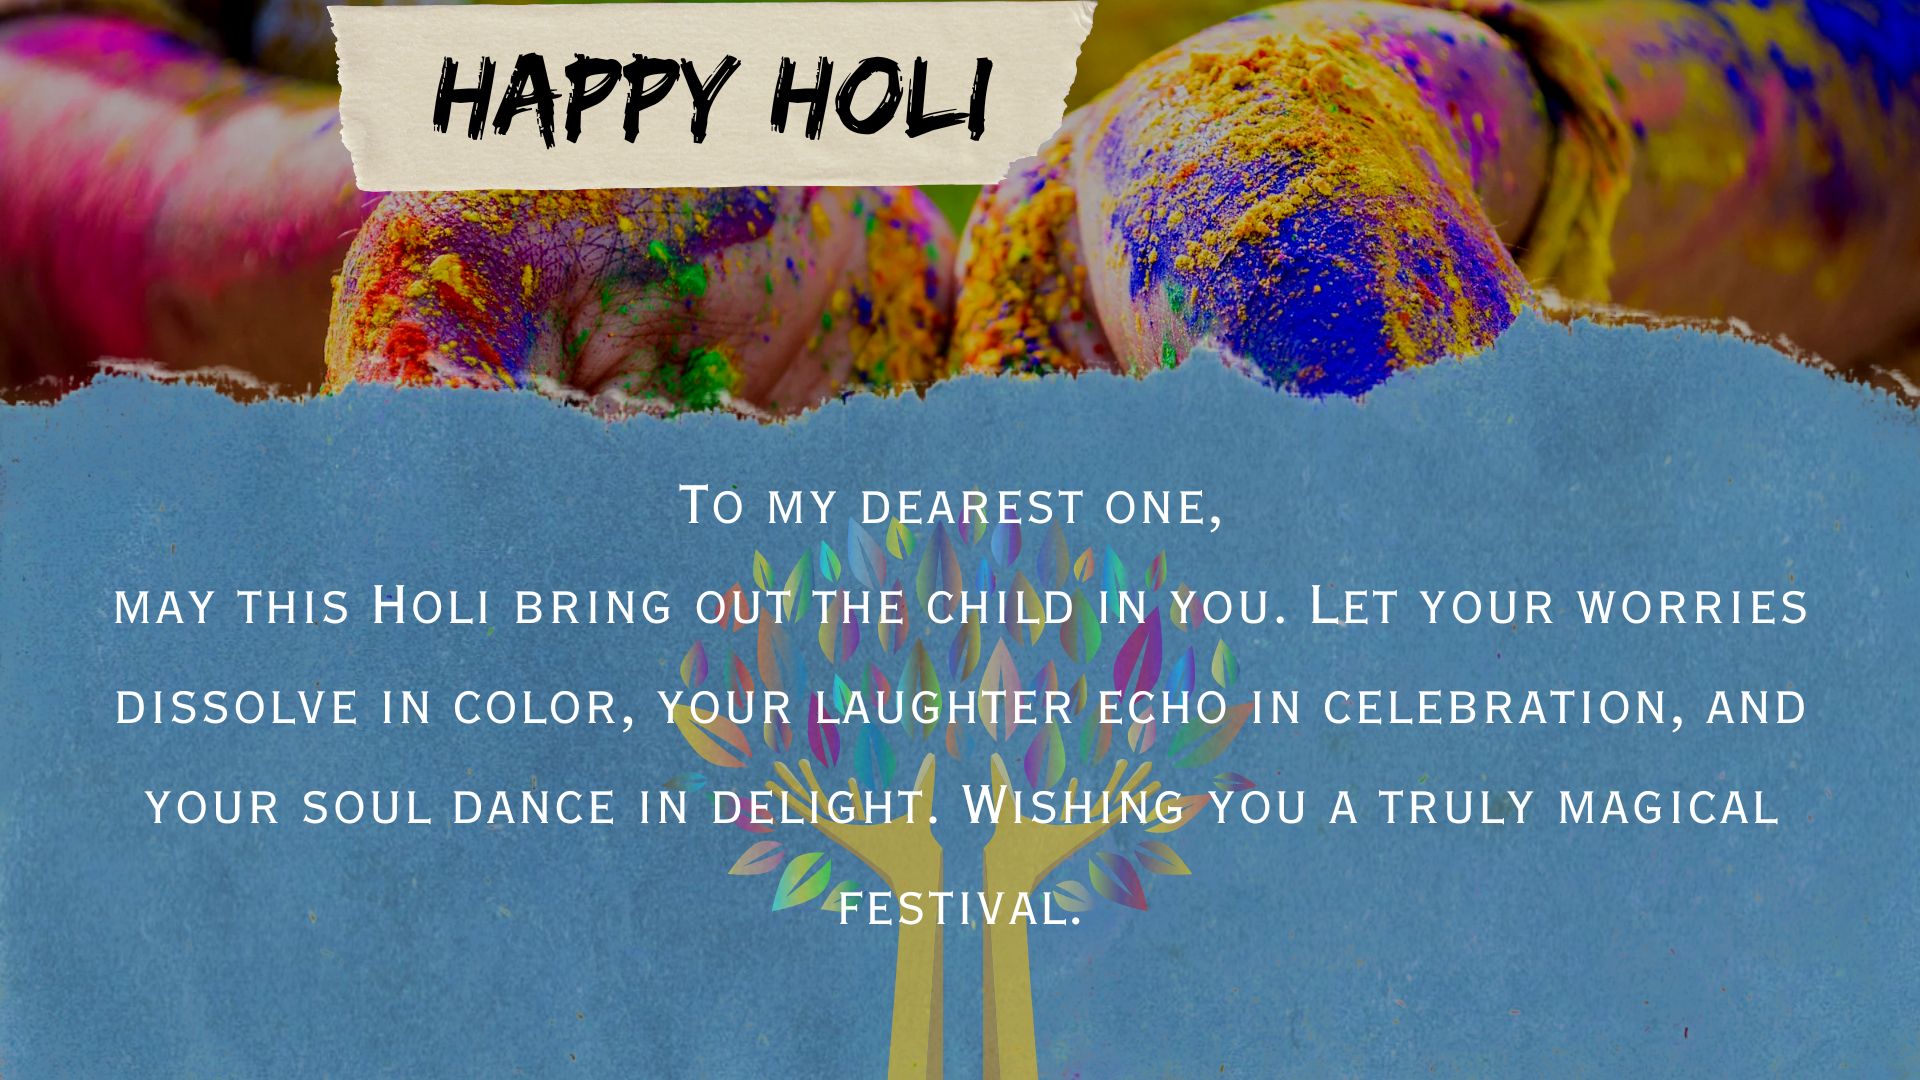 HAPPY HOLI
To my dearest one,
may this Holi bring out the child in you. Let your worries
dissolve in color, your laughter echo in celebration, and
your soul dance in delight. Wishing you a truly magical
festival.